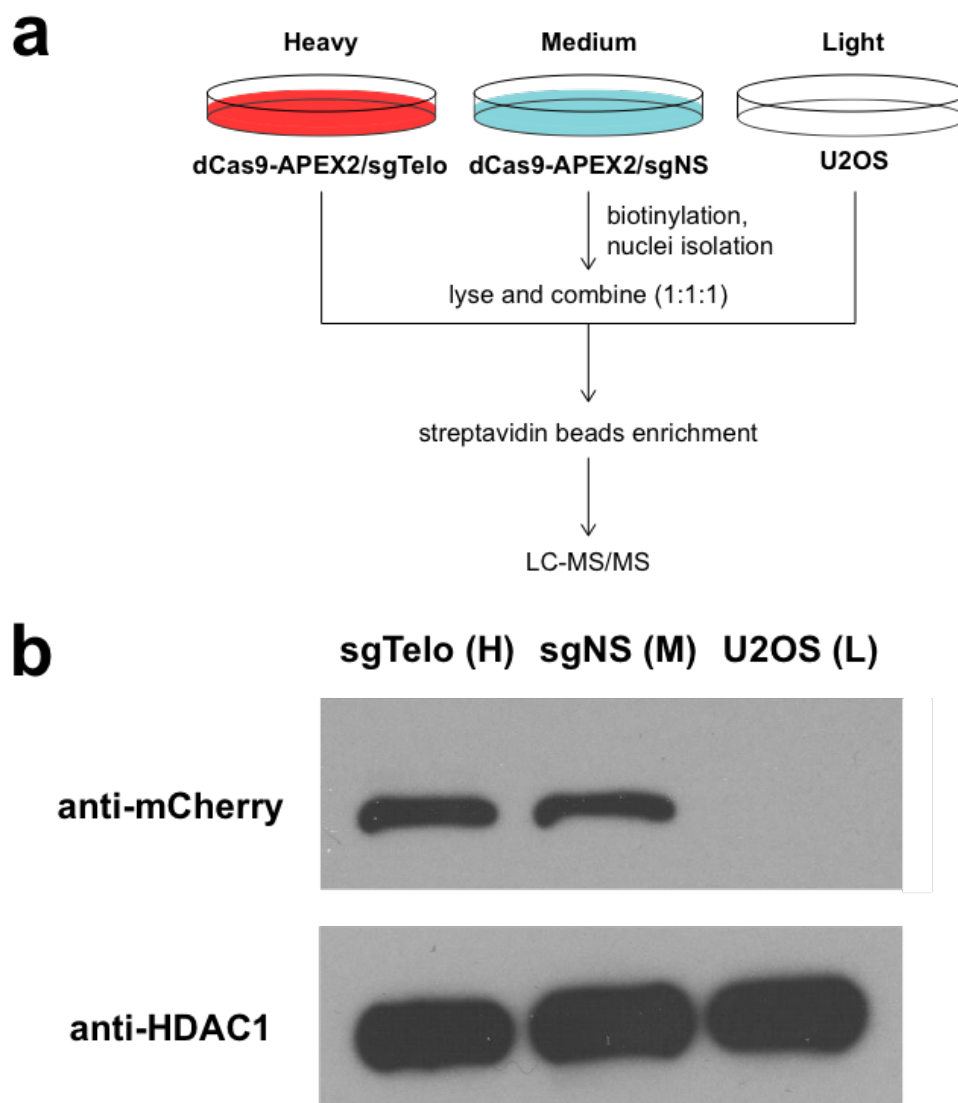 a
Heavy Medium Light
dCas9-APEX2/sgTelo dCas9-APEX2/sgNS U2OS
biotinylation,
nuclei isolation
lyse and combine (1:1:1)
streptavidin beads enrichment
LC-MS/MS
b
sgTelo (H) sgNS (M) U2OS (L)
anti-mCherry
anti-HDAC1